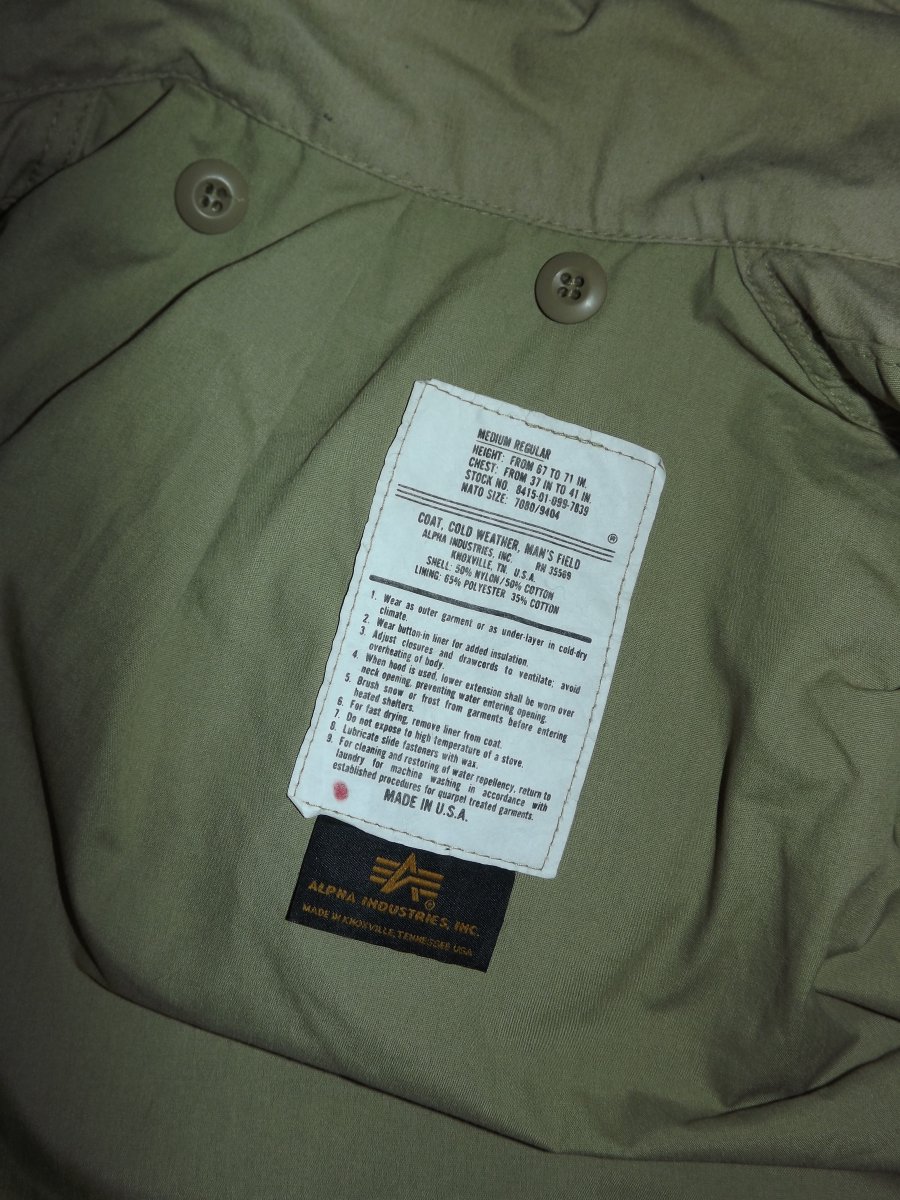 MEDIUM REGULAR
HEIGHT: FROM 67 TO 71 IN.
CHEST: FROM 37 IN TO 41 IN.
STOCK NO. 8415-01-099-7839
NATO SIZE: 7080/9404
®
COAT, COLD WEATHER, MAN'S FIELD
ALPHA INDUSTRIES, INC. RN 35569
KNOXVILLE, TN. U.S.A.
SHELL: 50% NYLON/50% COTTON
LINING: 65% POLYESTER 35% COTTON
1. Wear as outer garment or as under-layer in cold-dry
climate.
2. Wear button-in liner for added insulation.
3. Adjust closures and drawcords to ventilate; avoid
overheating of body.
4. When hood is used, lower extension shall be worn over
neck opening, preventing water entering opening.
5. Brush snow or frost from garments before entering
heated shelters.
6. For fast drying, remove liner from coat.
7. Do not expose to high temperature of a stove.
8. Lubricate slide fasteners with wax.
9. For cleaning and restoring of water repellency, return to
laundry for machine washing in accordance with
established procedures for quarpel treated garments.
MADE IN U.S.A.
®
ALPHA INDUSTRIES, INC.
MADE IN KNOXVILLE, TENNESSEE USA